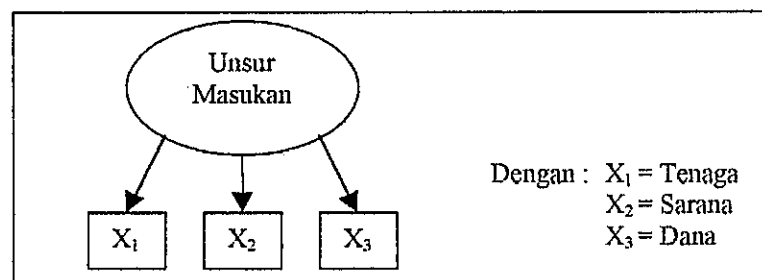 Unsur
Masukan
Dengan : X₁ = Tenaga
X₂ = Sarana
X₃ = Dana
X₁ X₂ X₃